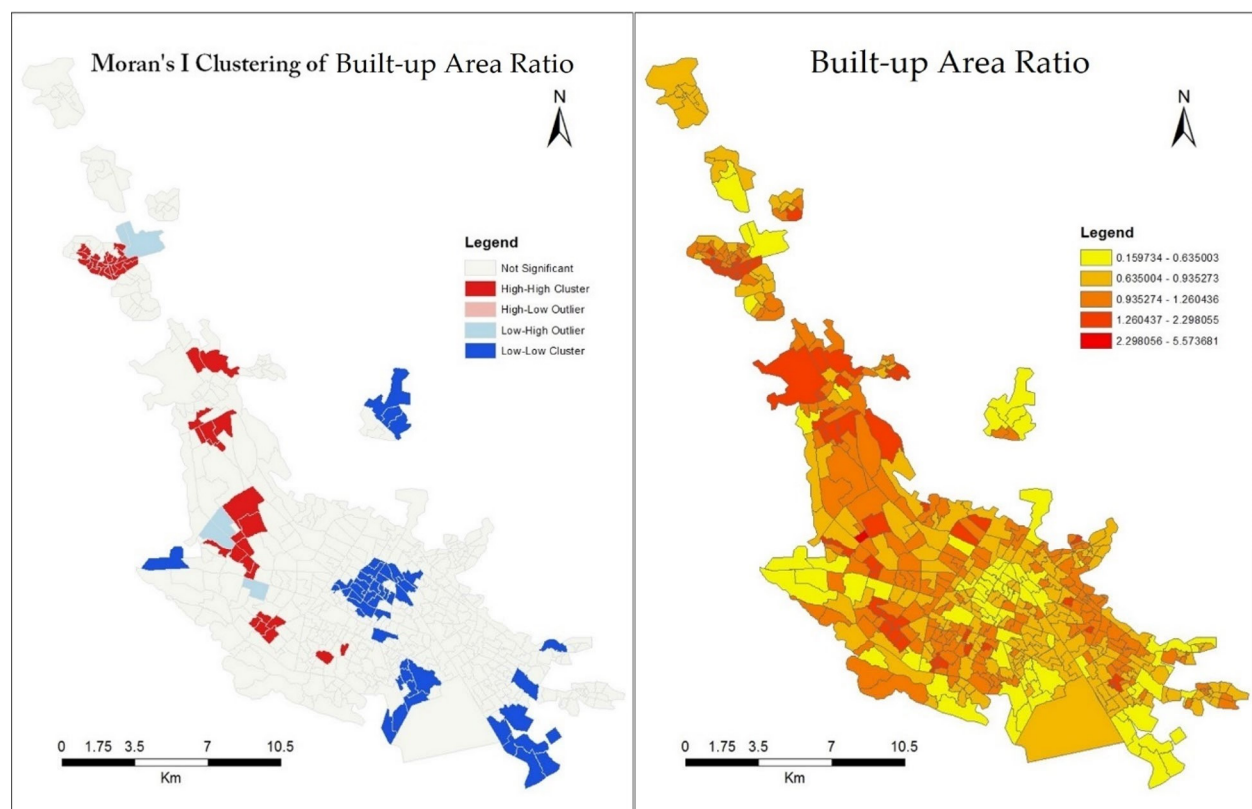 Moran's I Clustering of Built-up Area Ratio
N
Legend
Not Significant
High-High Cluster
High-Low Outlier
Low-High Outlier
Low-Low Cluster
0 1.75 3.5 7 10.5
Km
Built-up Area Ratio
N
Legend
0.159734 - 0.635003
0.635004 - 0.935273
0.935274 - 1.260436
1.260437 - 2.298055
2.298056 - 5.573681
0 1.75 3.5 7 10.5
Km